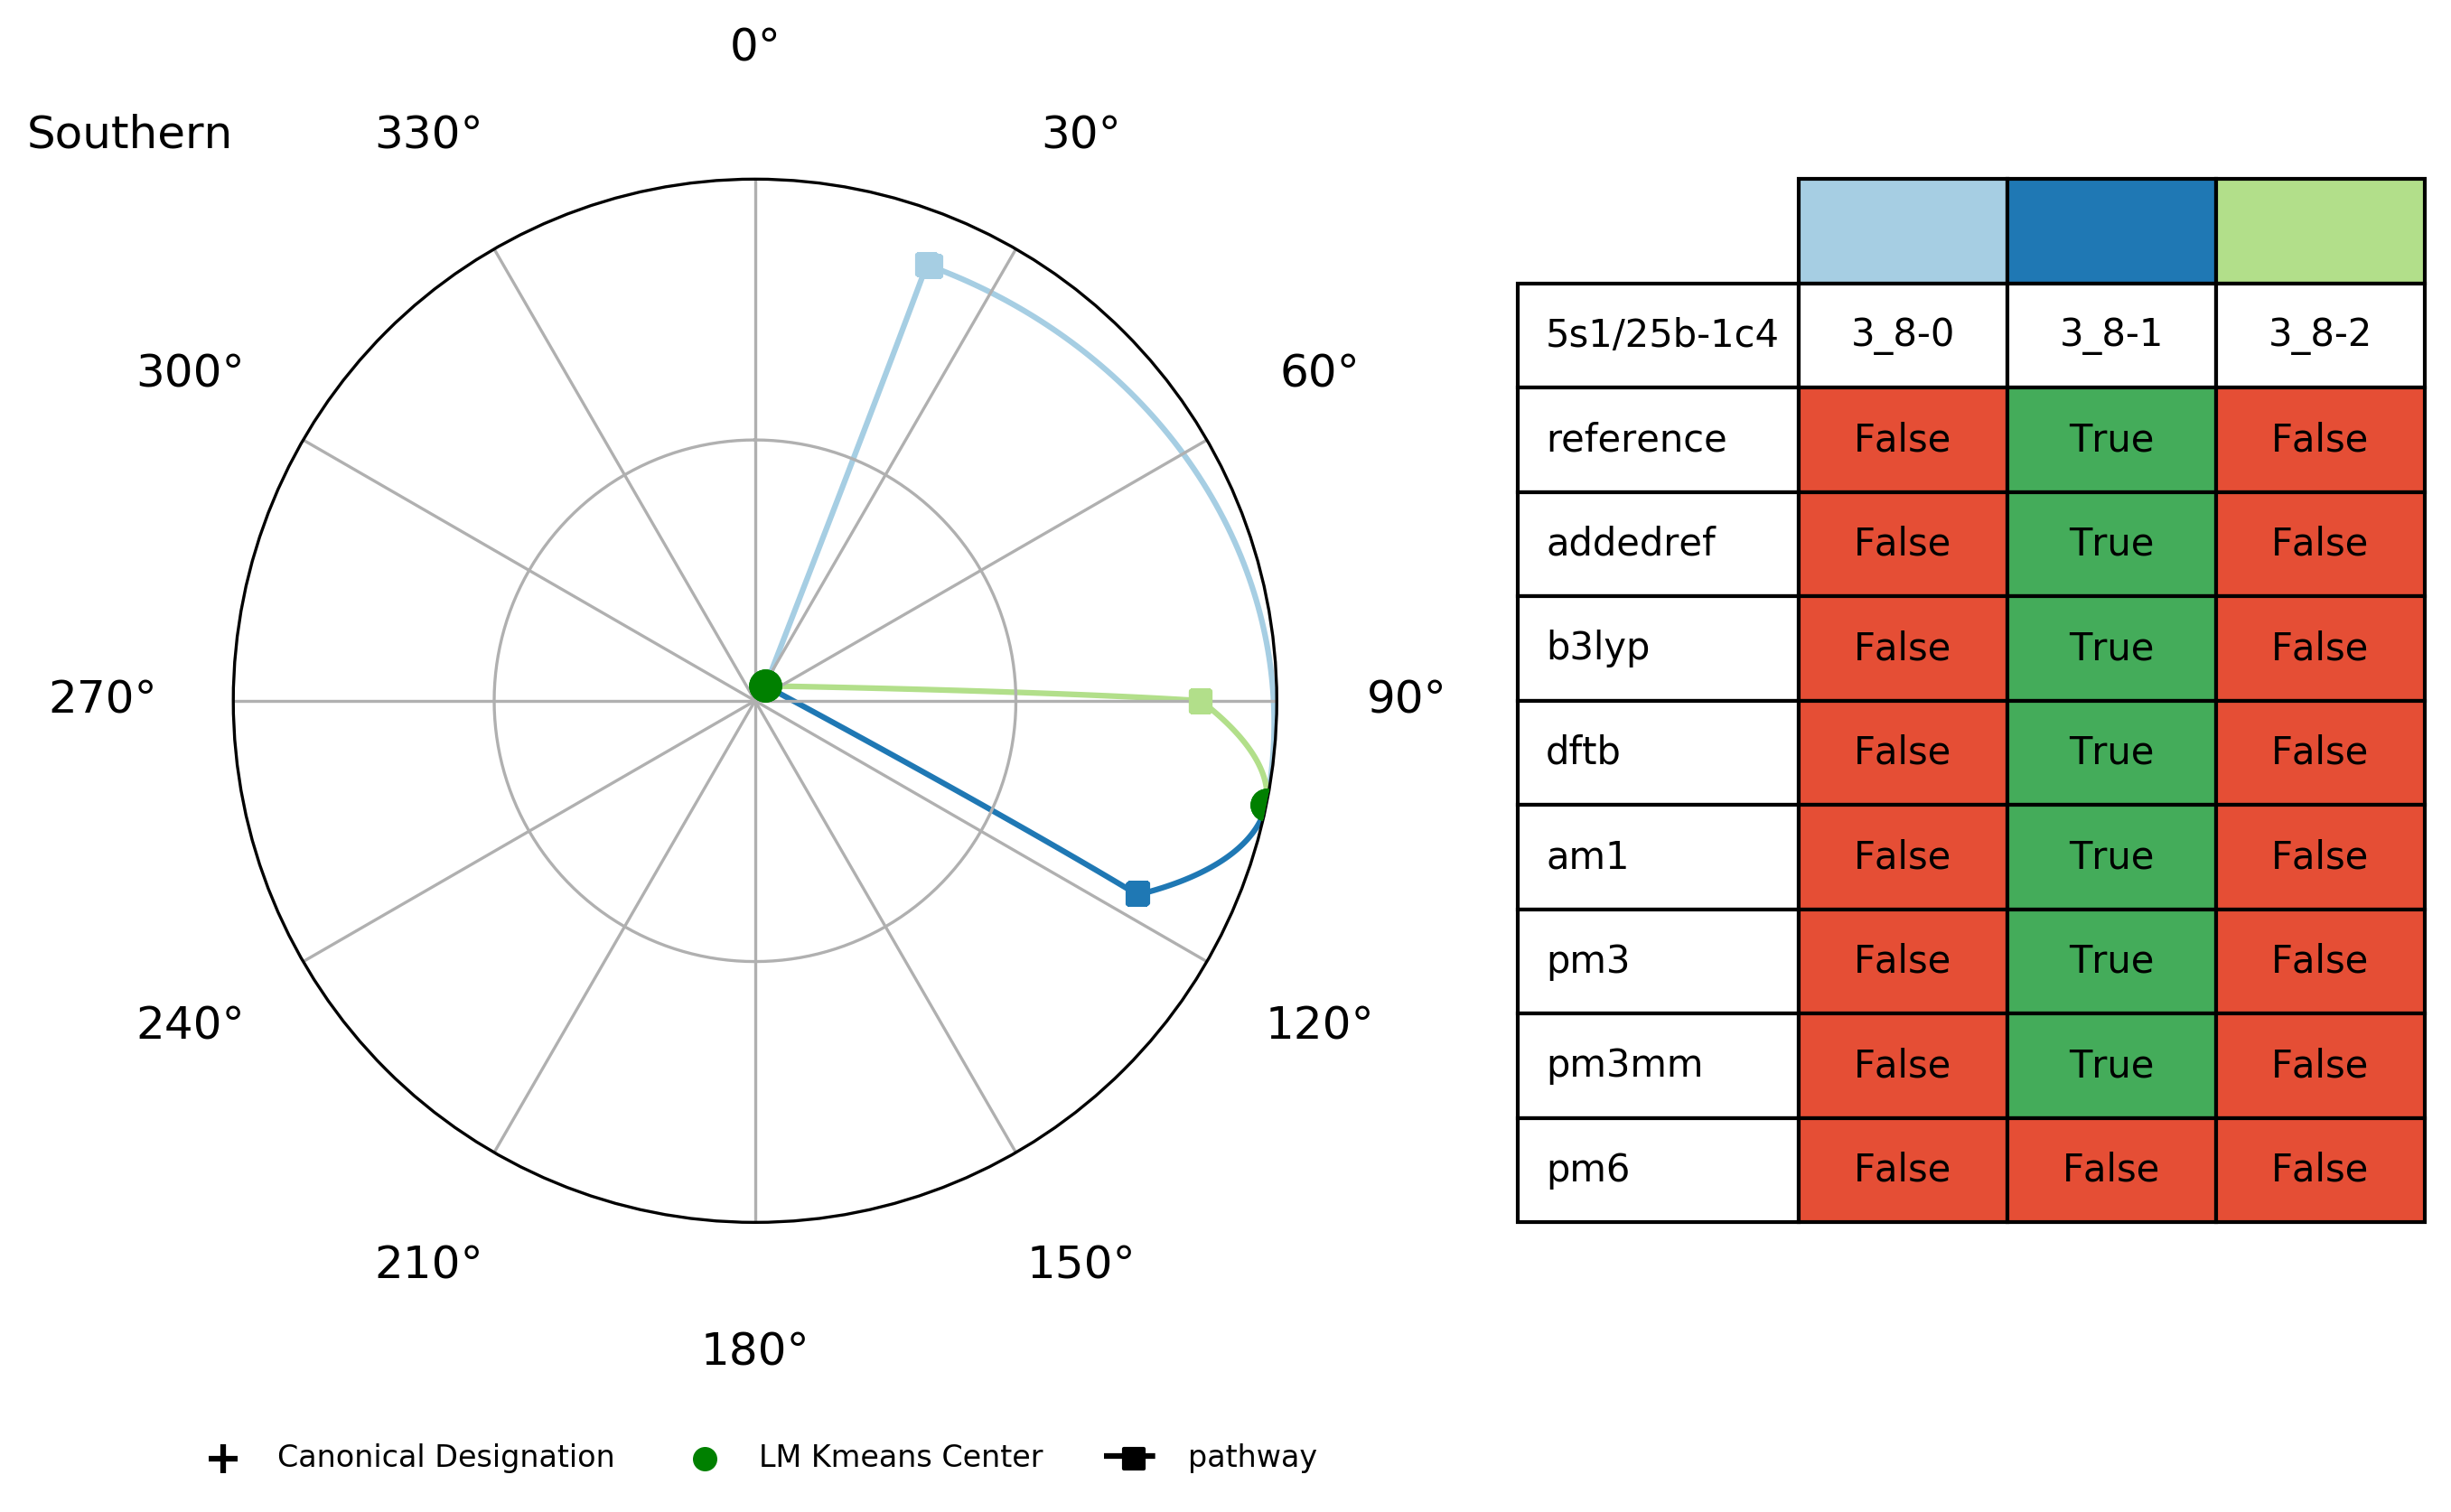 0°
Southern
330°
30°
300°
60°
270°
90°
240°
120°
210°
150°
180°
Canonical Designation
LM Kmeans Center
pathway
5s1/25b-1c4 3_8-0 3_8-1 3_8-2
reference False True False
addedref False True False
b3lyp False True False
dftb False True False
am1 False True False
pm3 False True False
pm3mm False True False
pm6 False False False